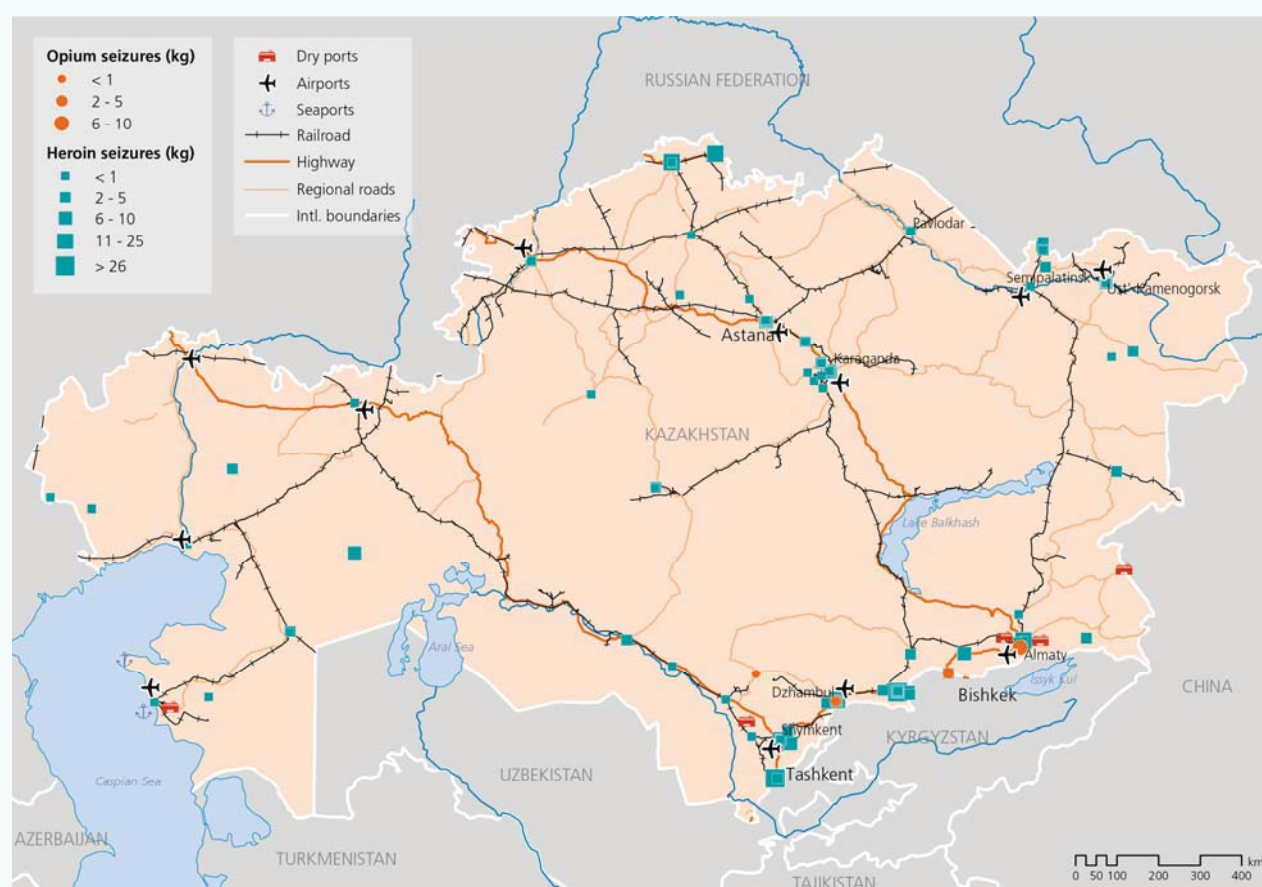 Opium seizures (kg)
< 1
2 - 5
6 - 10
Heroin seizures (kg)
< 1
2 - 5
6 - 10
11 - 25
> 26
Dry ports
Airports
Seaports
Railroad
Highway
Regional roads
Intl. boundaries
RUSSIAN FEDERATION
Pavlodar
Semipalatinsk
Ust'-Kamenogorsk
Astana
Karaganda
KAZAKHSTAN
Lake Balkhash
Aral Sea
Almaty
Issyk Kul
Dzhambul
Bishkek
CHINA
Shymkent
KYRGYZSTAN
Tashkent
UZBEKISTAN
Caspian Sea
AZERBAIJAN
TURKMENISTAN
TAJIKISTAN
km
0 50 100 200 300 400